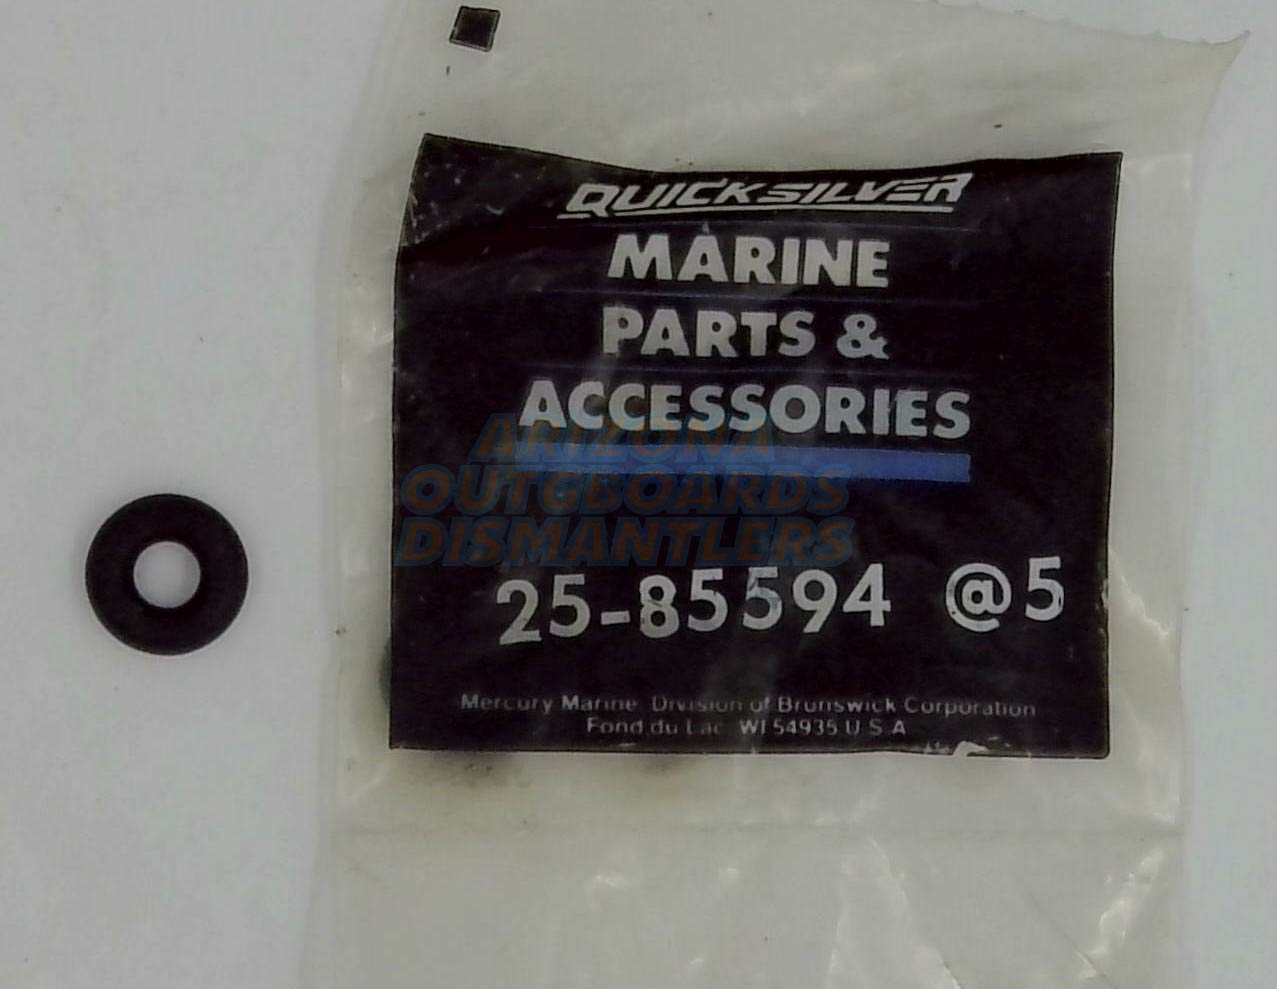 QUICKSILVER
MARINE
PARTS &
ACCESSORIES
ARIZONA
OUTGBOARDS
DISMANTLERS
25-85594 @5
Mercury Marine Division of Brunswick Corporation
Fond du Lac WI 54935 U S A